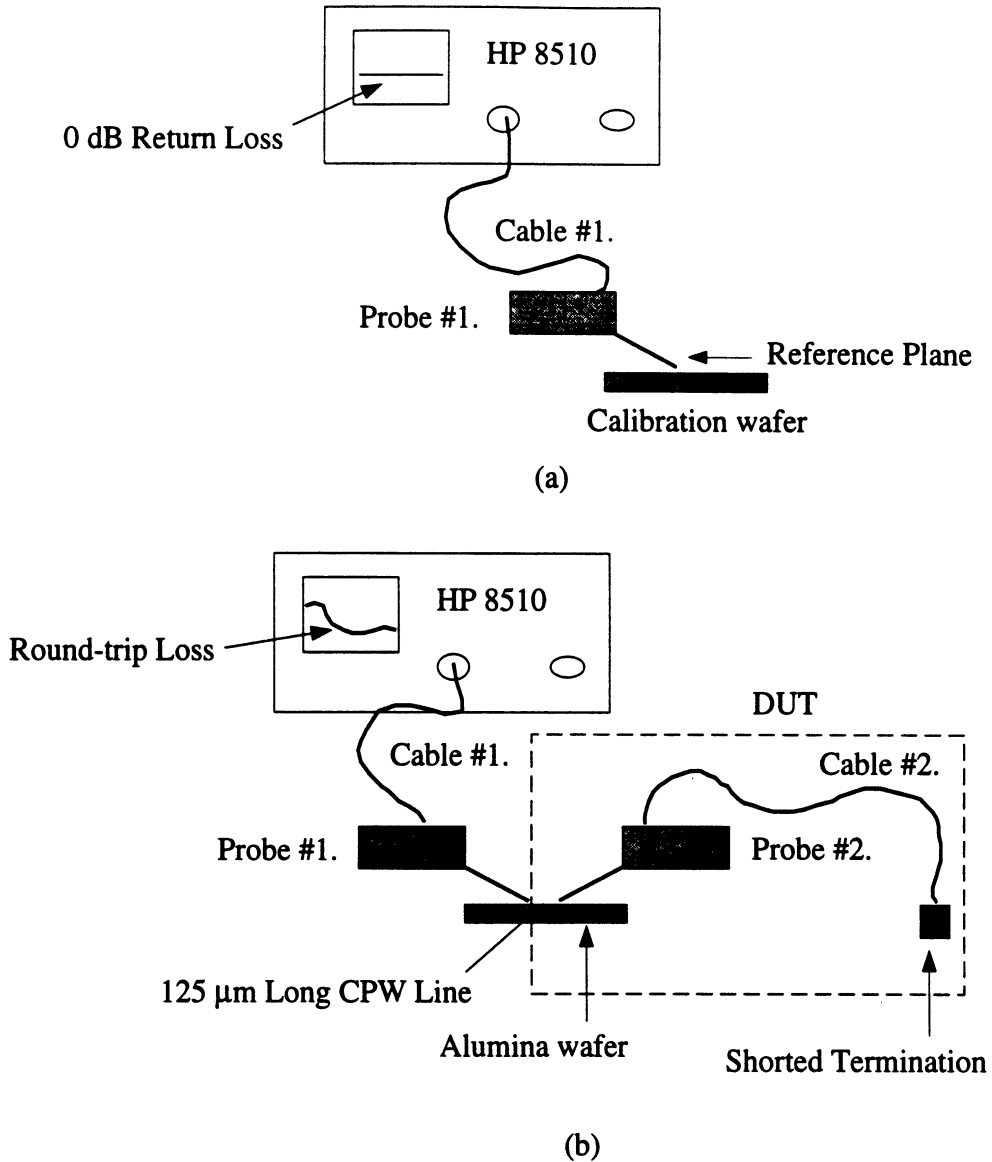 HP 8510
0 dB Return Loss
Cable #1.
Probe #1.
Reference Plane
Calibration wafer
(a)
HP 8510
Round-trip Loss
DUT
Cable #1.
Cable #2.
Probe #1.
Probe #2.
125 μm Long CPW Line
Alumina wafer
Shorted Termination
(b)